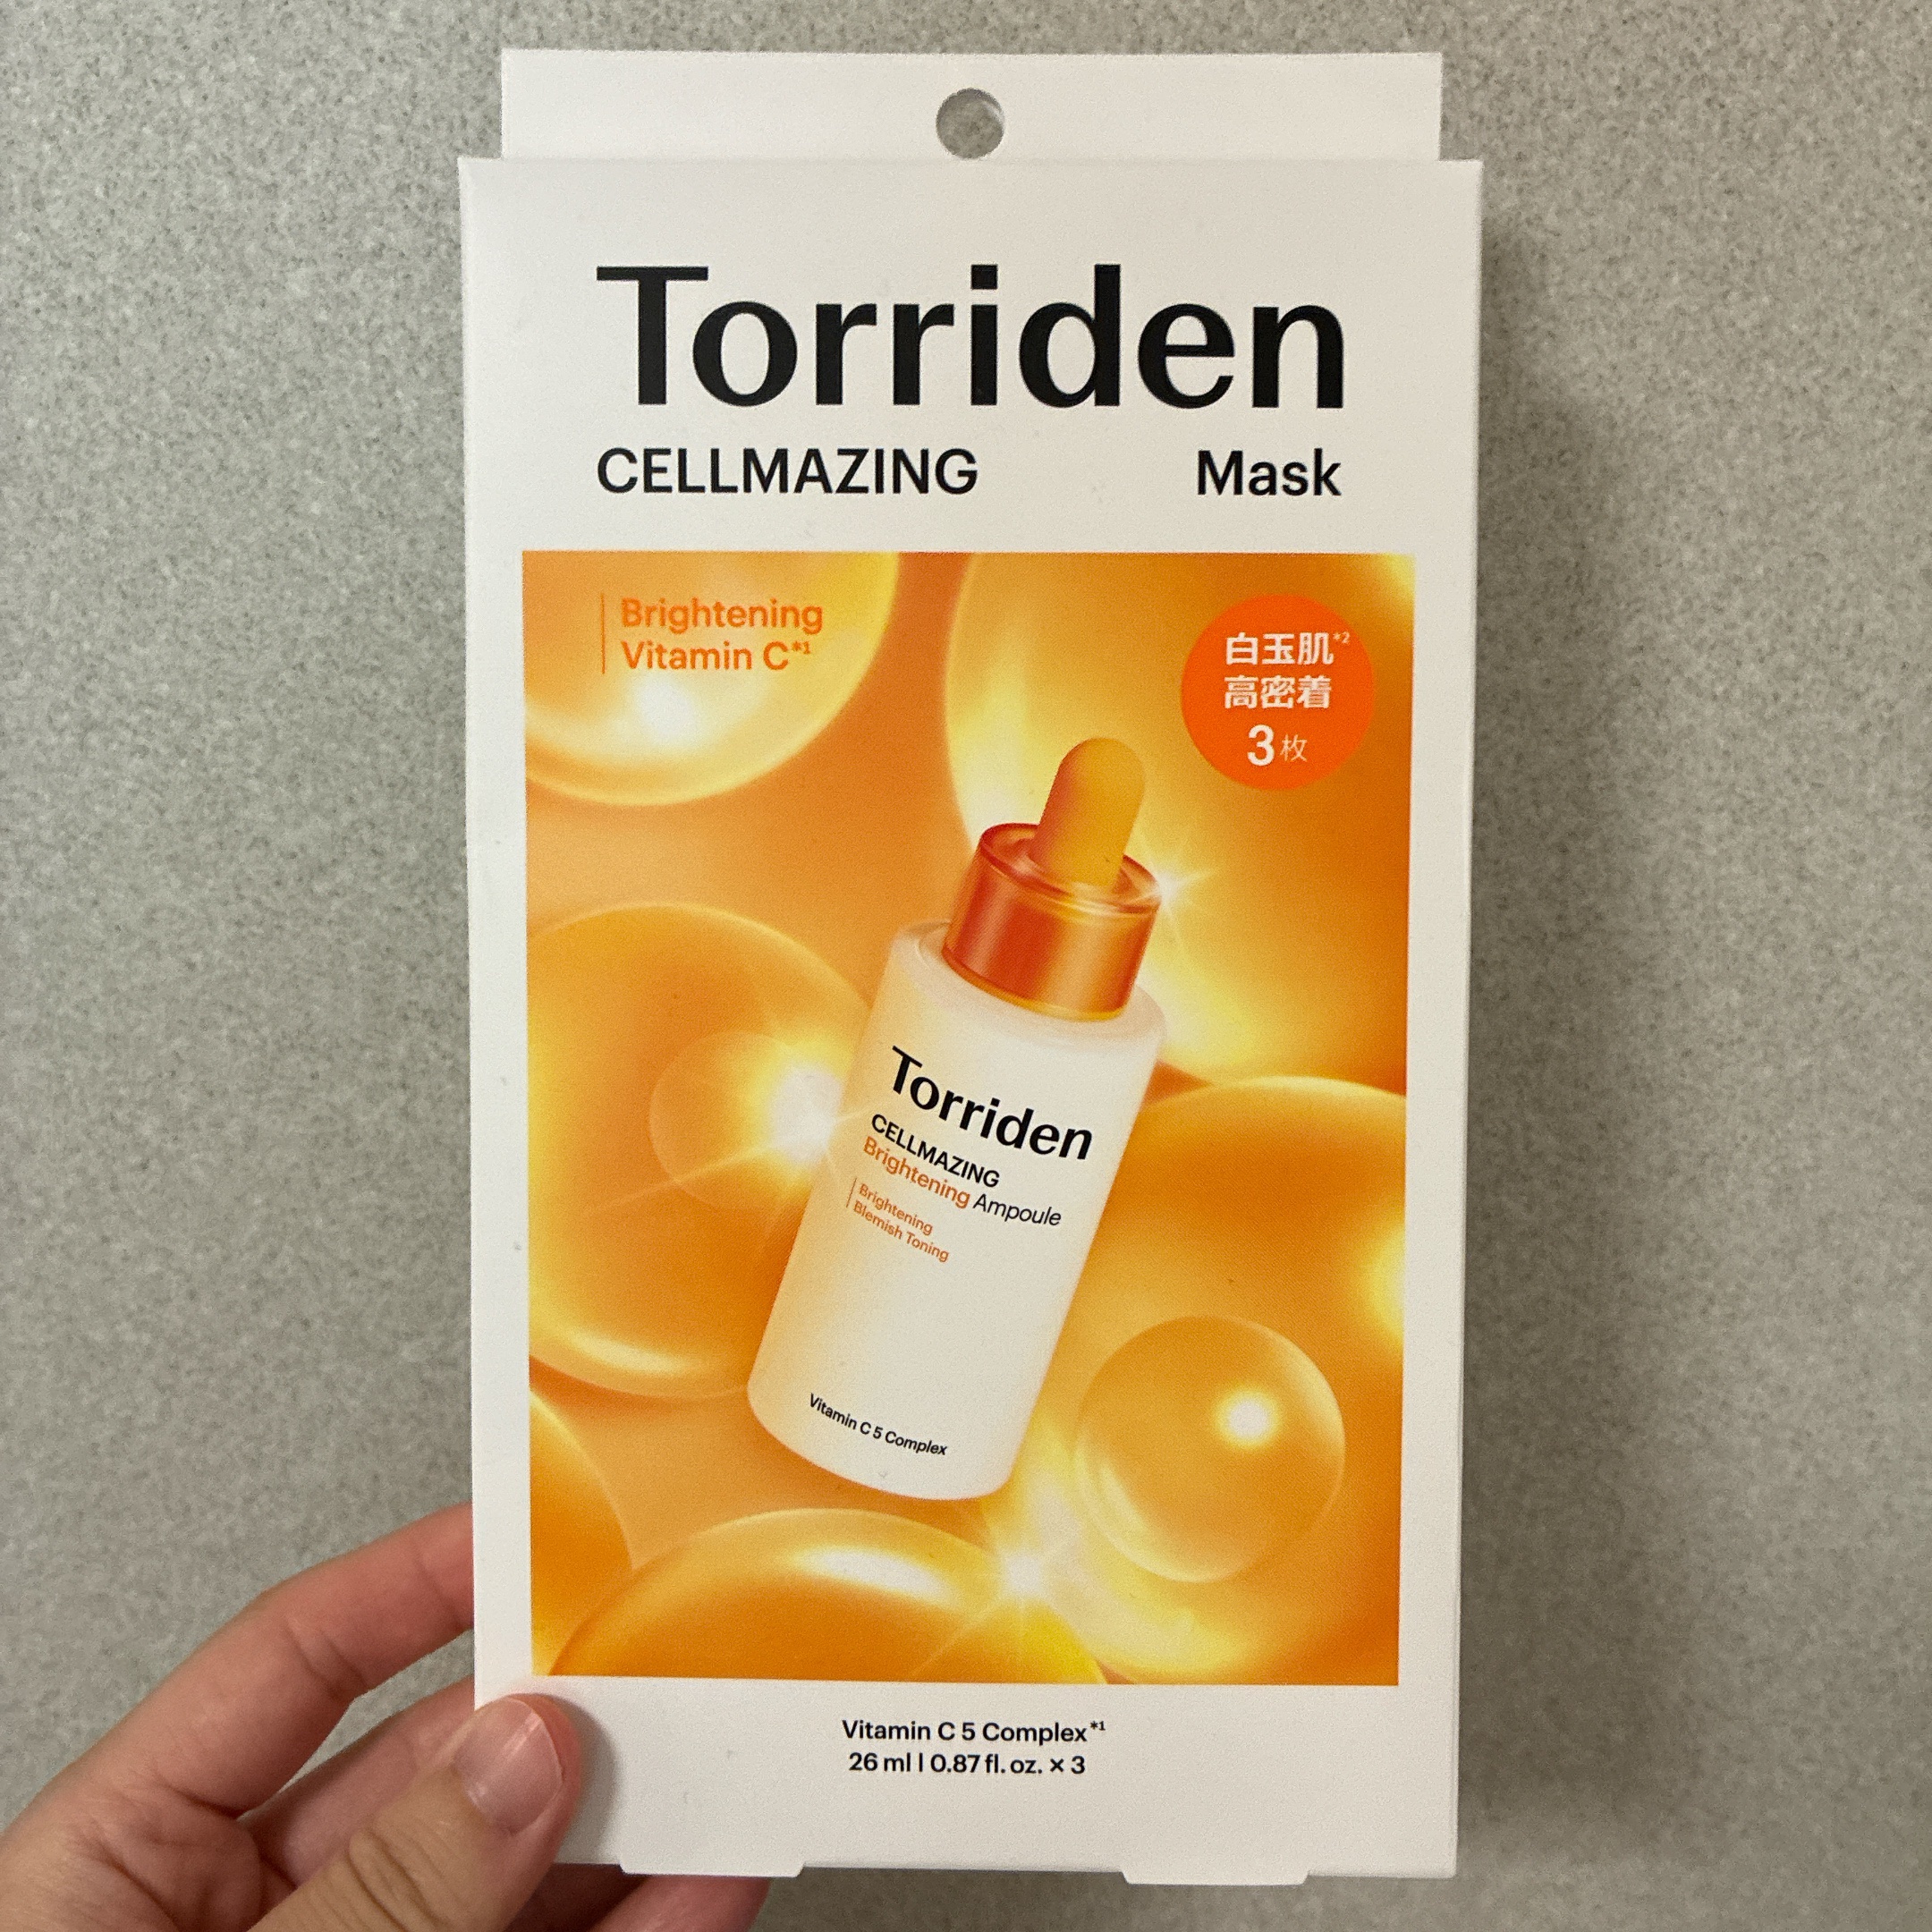 Torriden
CELLMAZING Mask
Brightening
Vitamin C*1
白玉肌*2
高密着
3枚
Torriden
CELLMAZING
Brightening Ampoule
Brightening
Blemish Toning
Vitamin C 5 Complex
Vitamin C 5 Complex*1
26 ml | 0.87 fl. oz. × 3